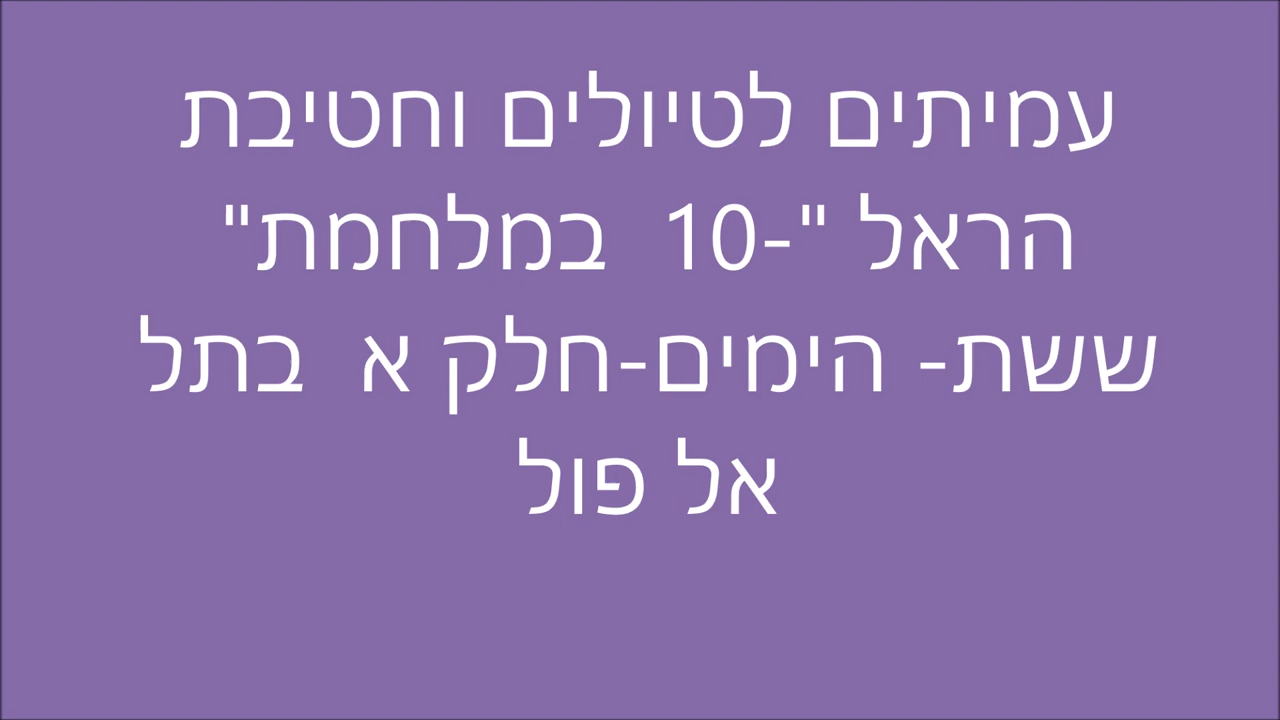 עמיתים לטיולים וחטיבת
הראל "-10 במלחמת"
ששת- הימים-חלק א בתל
אל פול